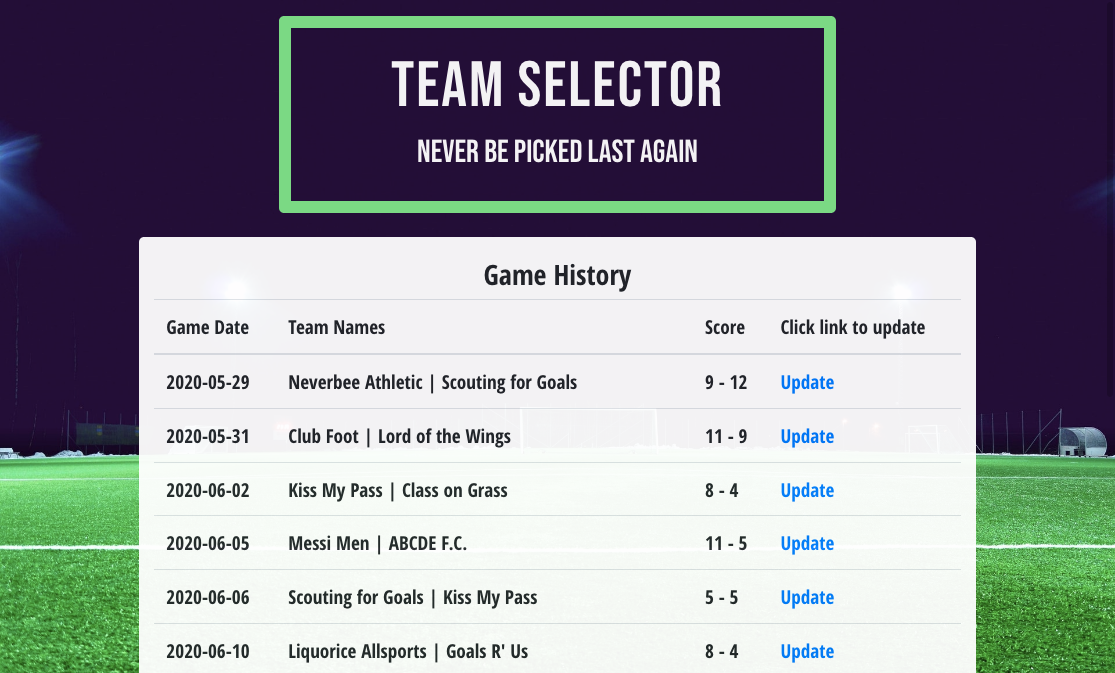 TEAM SELECTOR
NEVER BE PICKED LAST AGAIN
Game History
Game Date Team Names Score Click link to update
2020-05-29 Neverbee Athletic | Scouting for Goals 9 - 12 Update
2020-05-31 Club Foot | Lord of the Wings 11 - 9 Update
2020-06-02 Kiss My Pass | Class on Grass 8 - 4 Update
2020-06-05 Messi Men | ABCDE F.C. 11 - 5 Update
2020-06-06 Scouting for Goals | Kiss My Pass 5 - 5 Update
2020-06-10 Liquorice Allsports | Goals R' Us 8 - 4 Update